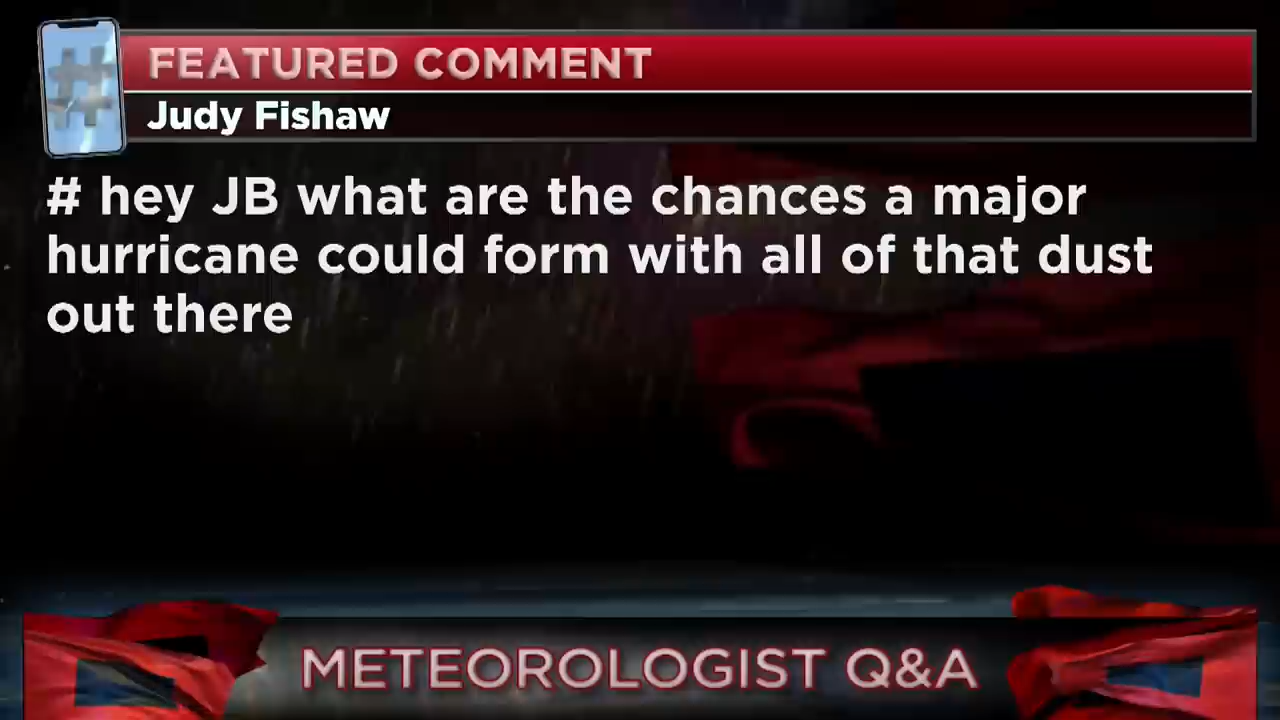 FEATURED COMMENT
Judy Fishaw
# hey JB what are the chances a major
hurricane could form with all of that dust
out there
METEOROLOGIST Q&A